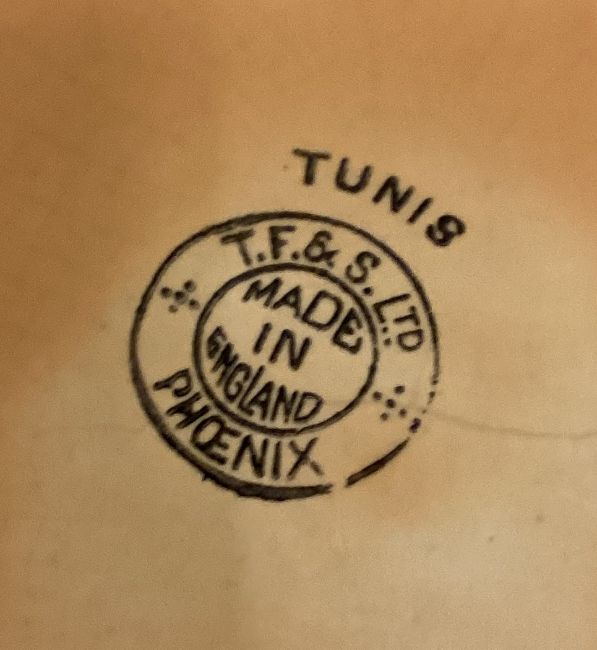 TUNIS
T.F.&S. LTD
MADE
IN
ENGLAND
PHŒNIX